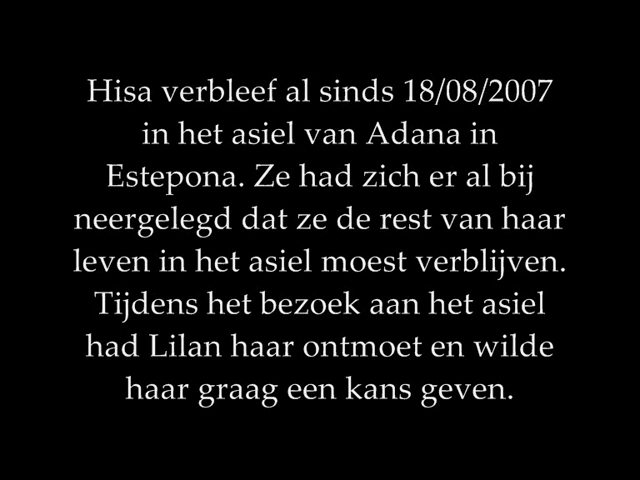 Hisa verbleef al sinds 18/08/2007
in het asiel van Adana in
Estepona. Ze had zich er al bij
neergelegd dat ze de rest van haar
leven in het asiel moest verblijven.
Tijdens het bezoek aan het asiel
had Lilan haar ontmoet en wilde
haar graag een kans geven.